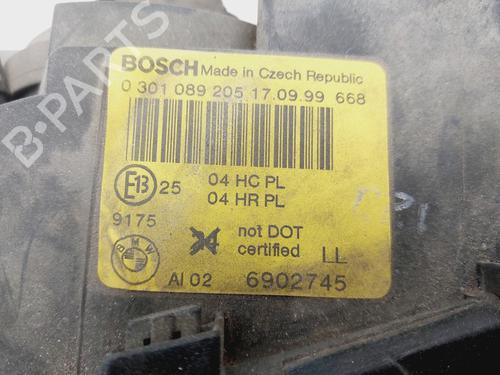 BOSCH Made in Czech Republic
0 301 089 205 17.09.99 668
E13 25 04 HC PL
04 HR PL
9175
not DOT
certified LL
BMW
AI 02 6902745
B-PARTS